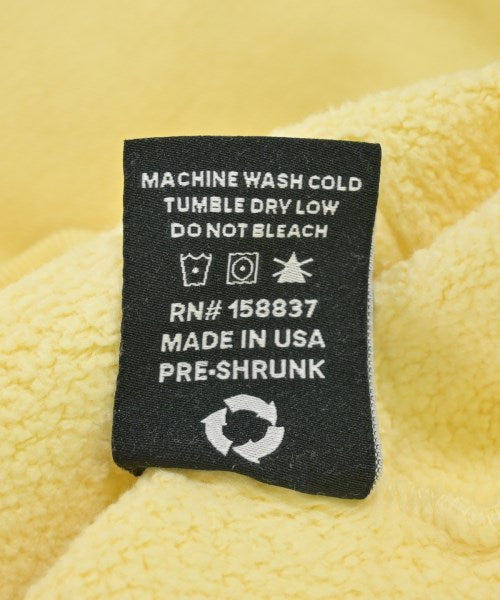 MACHINE WASH COLD
TUMBLE DRY LOW
DO NOT BLEACH
RN# 158837
MADE IN USA
PRE-SHRUNK